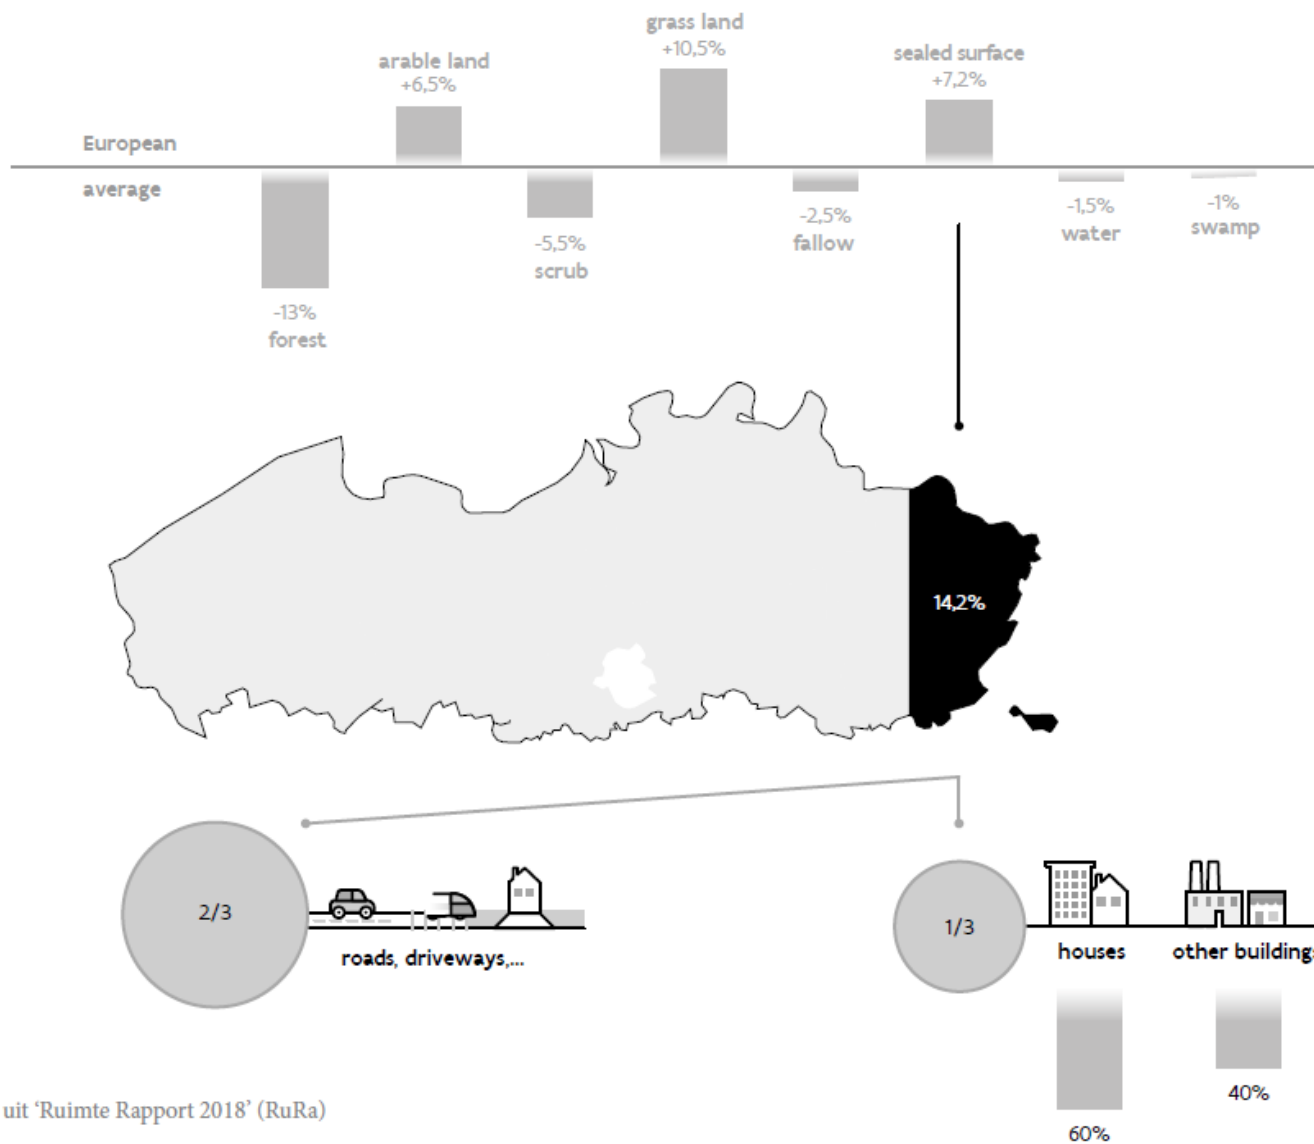 grass land
+10,5%
arable land
+6,5%
sealed surface
+7,2%
European
average
-13%
forest
-5,5%
scrub
-2,5%
fallow
-1,5%
water
-1%
swamp
14,2%
2/3
roads, driveways,...
1/3
houses
other building
60%
40%
uit ‘Ruimte Rapport 2018’ (RuRa)